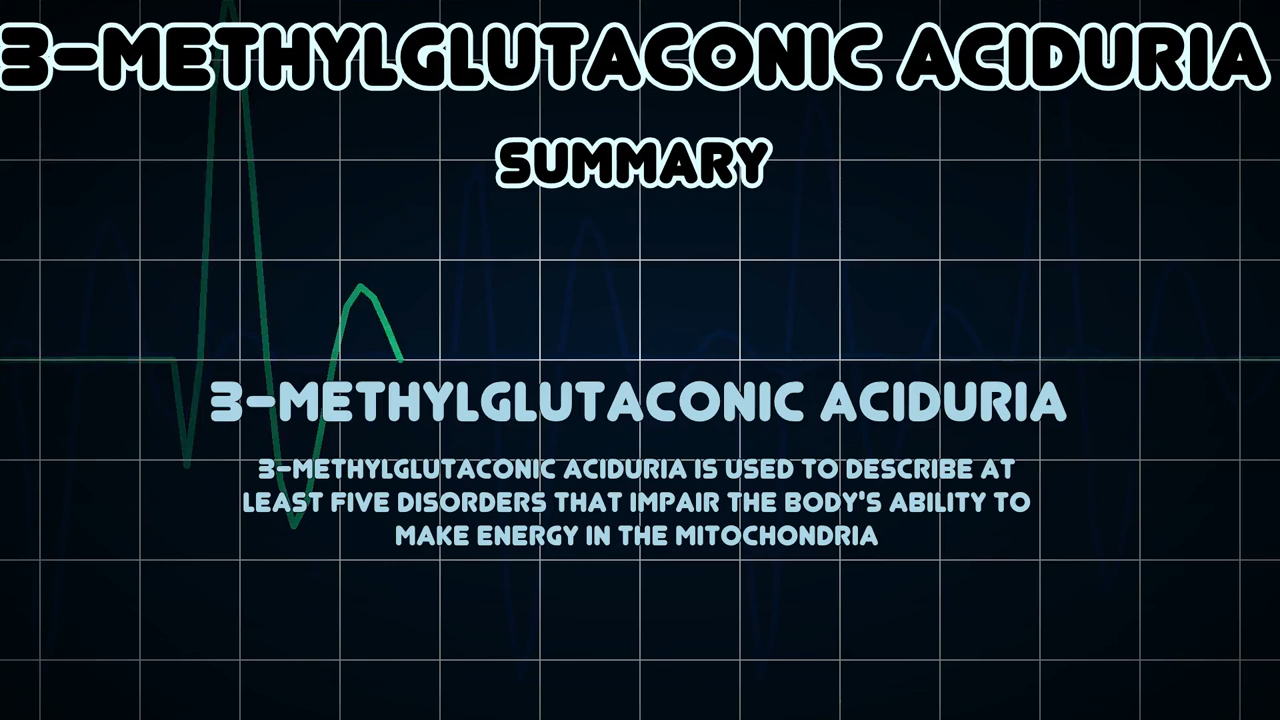 3-METHYLGLUTACONIC ACIDURIA
SUMMARY
3-METHYLGLUTACONIC ACIDURIA
3-METHYLGLUTACONIC ACIDURIA IS USED TO DESCRIBE AT
LEAST FIVE DISORDERS THAT IMPAIR THE BODY'S ABILITY TO
MAKE ENERGY IN THE MITOCHONDRIA